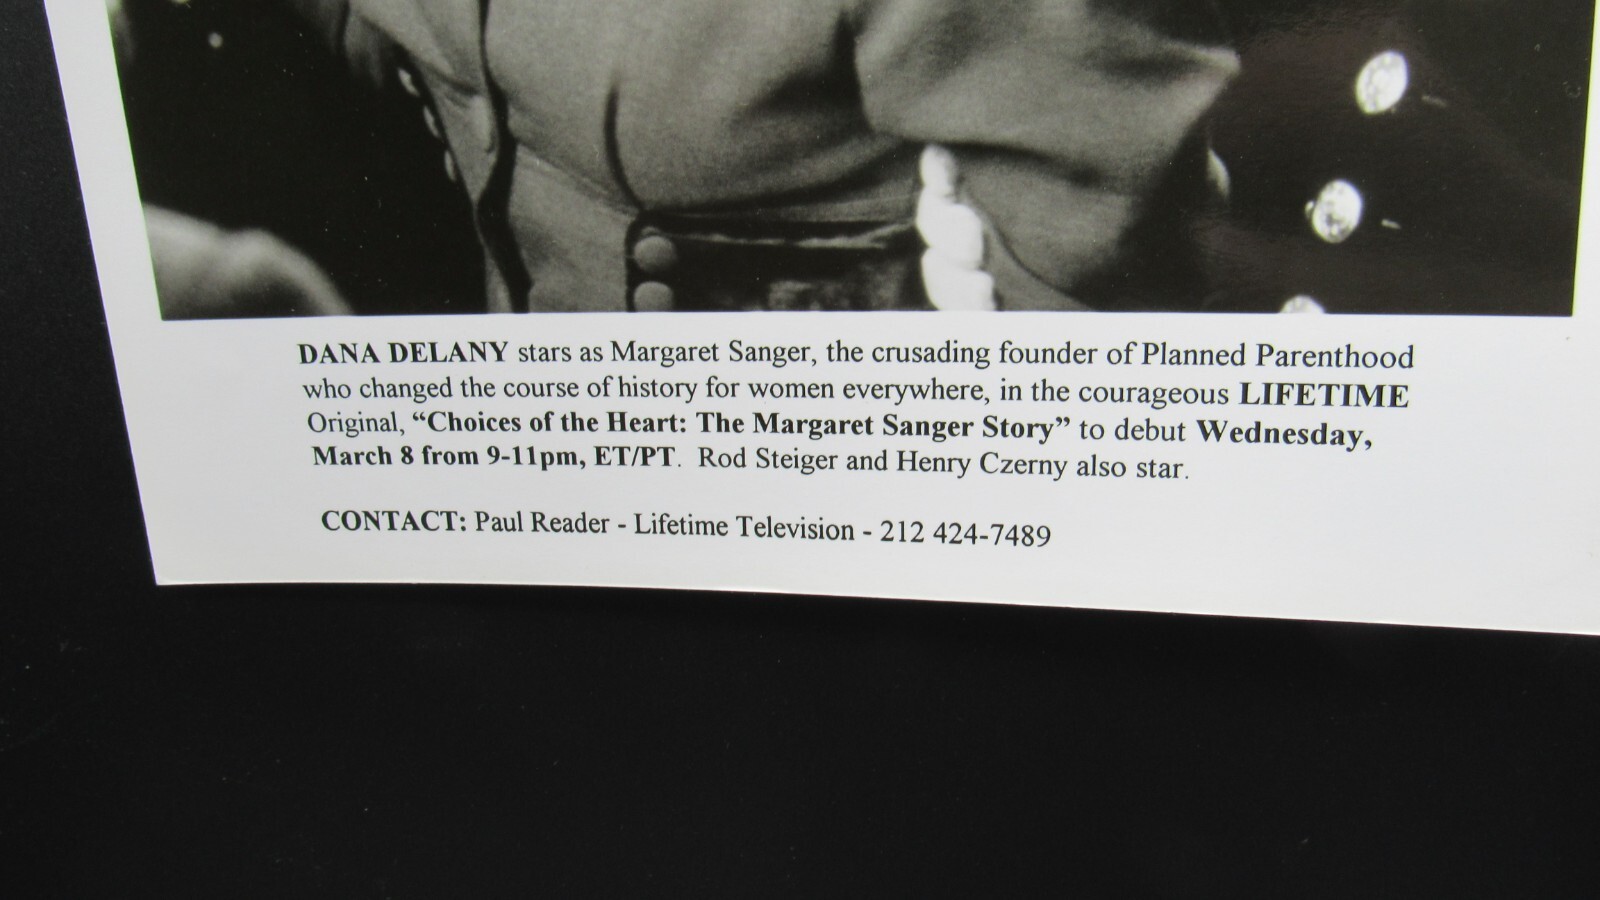 DANA DELANY stars as Margaret Sanger, the crusading founder of Planned Parenthood
who changed the course of history for women everywhere, in the courageous LIFETIME
Original, “Choices of the Heart: The Margaret Sanger Story” to debut Wednesday,
March 8 from 9-11pm, ET/PT. Rod Steiger and Henry Czerny also star.
CONTACT: Paul Reader - Lifetime Television - 212 424-7489